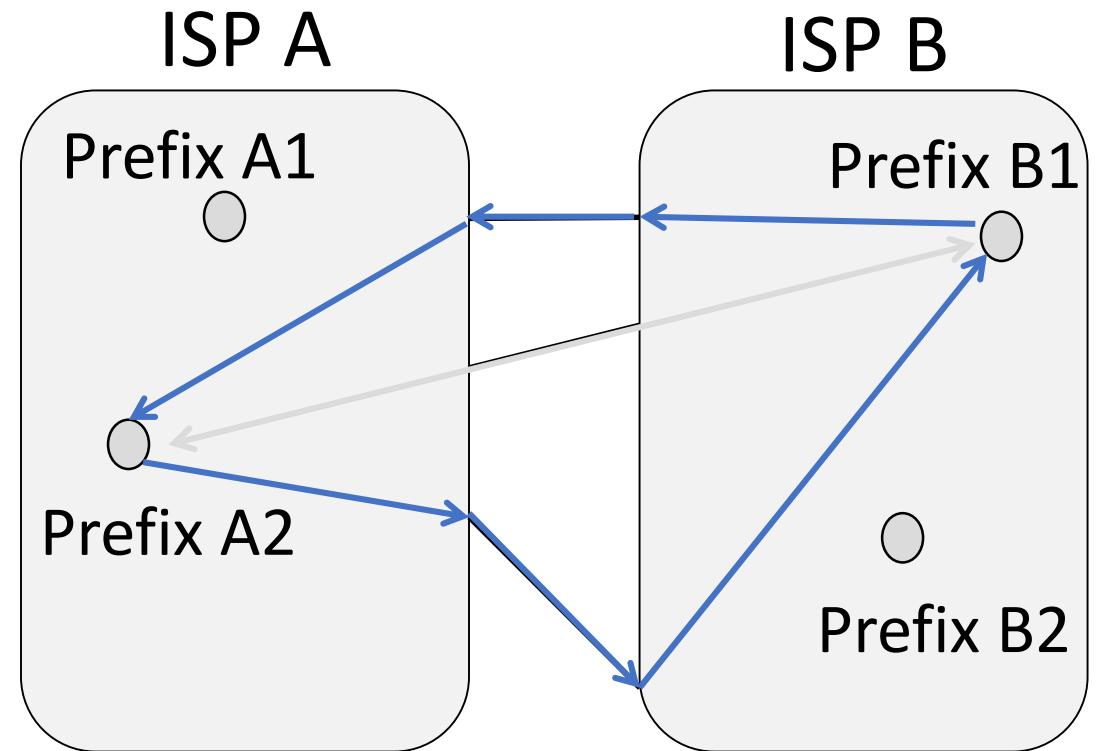 ISP A
ISP B
Prefix A1
Prefix B1
Prefix A2
Prefix B2